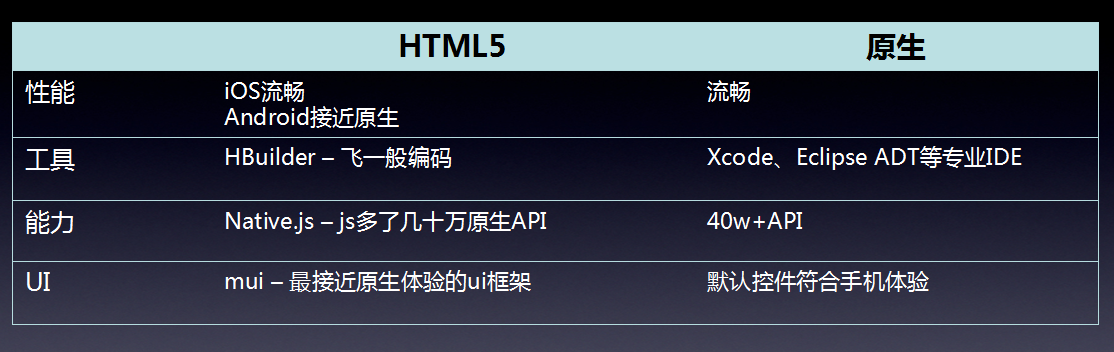 HTML5 原生
性能 iOS流畅 流畅
Android接近原生
工具 HBuilder – 飞一般编码 Xcode、Eclipse ADT等专业IDE
能力 Native.js – js多了几十万原生API 40w+API
UI mui – 最接近原生体验的ui框架 默认控件符合手机体验